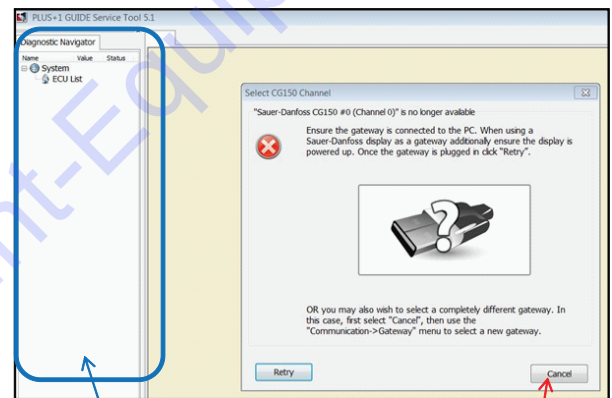 PLUS+1 GUIDE Service Tool 5.1
Diagnostic Navigator
Name Value Status
System
ECU List
Select CG150 Channel
"Sauer-Danfoss CG150 #0 (Channel 0)" is no longer available
Ensure the gateway is connected to the PC. When using a
Sauer-Danfoss display as a gateway additionally ensure the display is
powered up. Once the gateway is plugged in click "Retry".
OR you may also wish to select a completely different gateway. In
this case, first select "Cancel", then use the
"Communication->Gateway" menu to select a new gateway.
Retry
Cancel